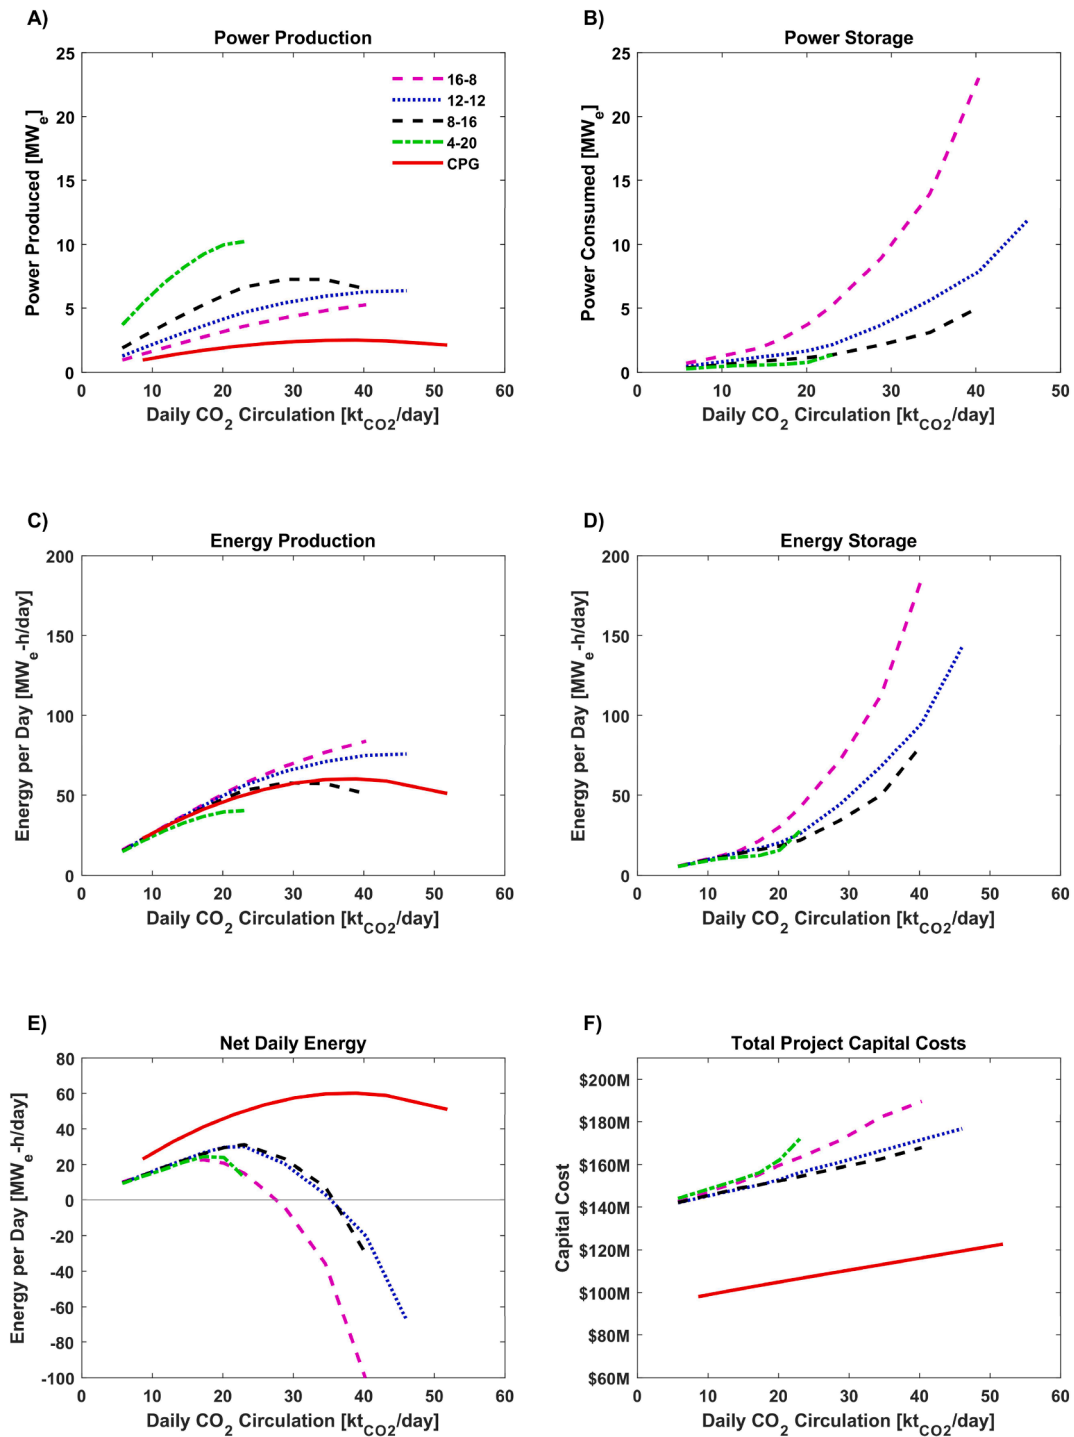 A)
Power Production
25
20
15
10
5
0
0 10 20 30 40 50 60
Power Produced [MWe]
Daily CO2 Circulation [ktCO2/day]
16-8
12-12
8-16
4-20
CPG
B)
Power Storage
25
20
15
10
5
0
0 10 20 30 40 50
Power Consumed [MWe]
Daily CO2 Circulation [ktCO2/day]
C)
Energy Production
200
150
100
50
0
0 10 20 30 40 50 60
Energy per Day [MWe-h/day]
Daily CO2 Circulation [ktCO2/day]
D)
Energy Storage
200
150
100
50
0
0 10 20 30 40 50 60
Energy per Day [MWe-h/day]
Daily CO2 Circulation [ktCO2/day]
E)
Net Daily Energy
80
60
40
20
0
-20
-40
-60
-80
-100
0 10 20 30 40 50 60
Energy per Day [MWe-h/day]
Daily CO2 Circulation [ktCO2/day]
F)
Total Project Capital Costs
$200M
$180M
$160M
$140M
$120M
$100M
$80M
$60M
0 10 20 30 40 50 60
Capital Cost
Daily CO2 Circulation [ktCO2/day]